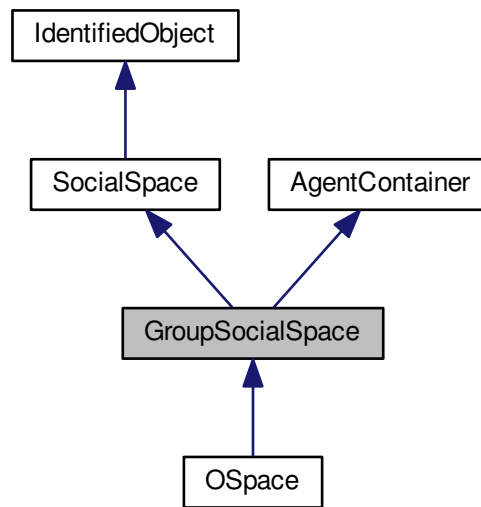 IdentifiedObject
SocialSpace
AgentContainer
GroupSocialSpace
OSpace